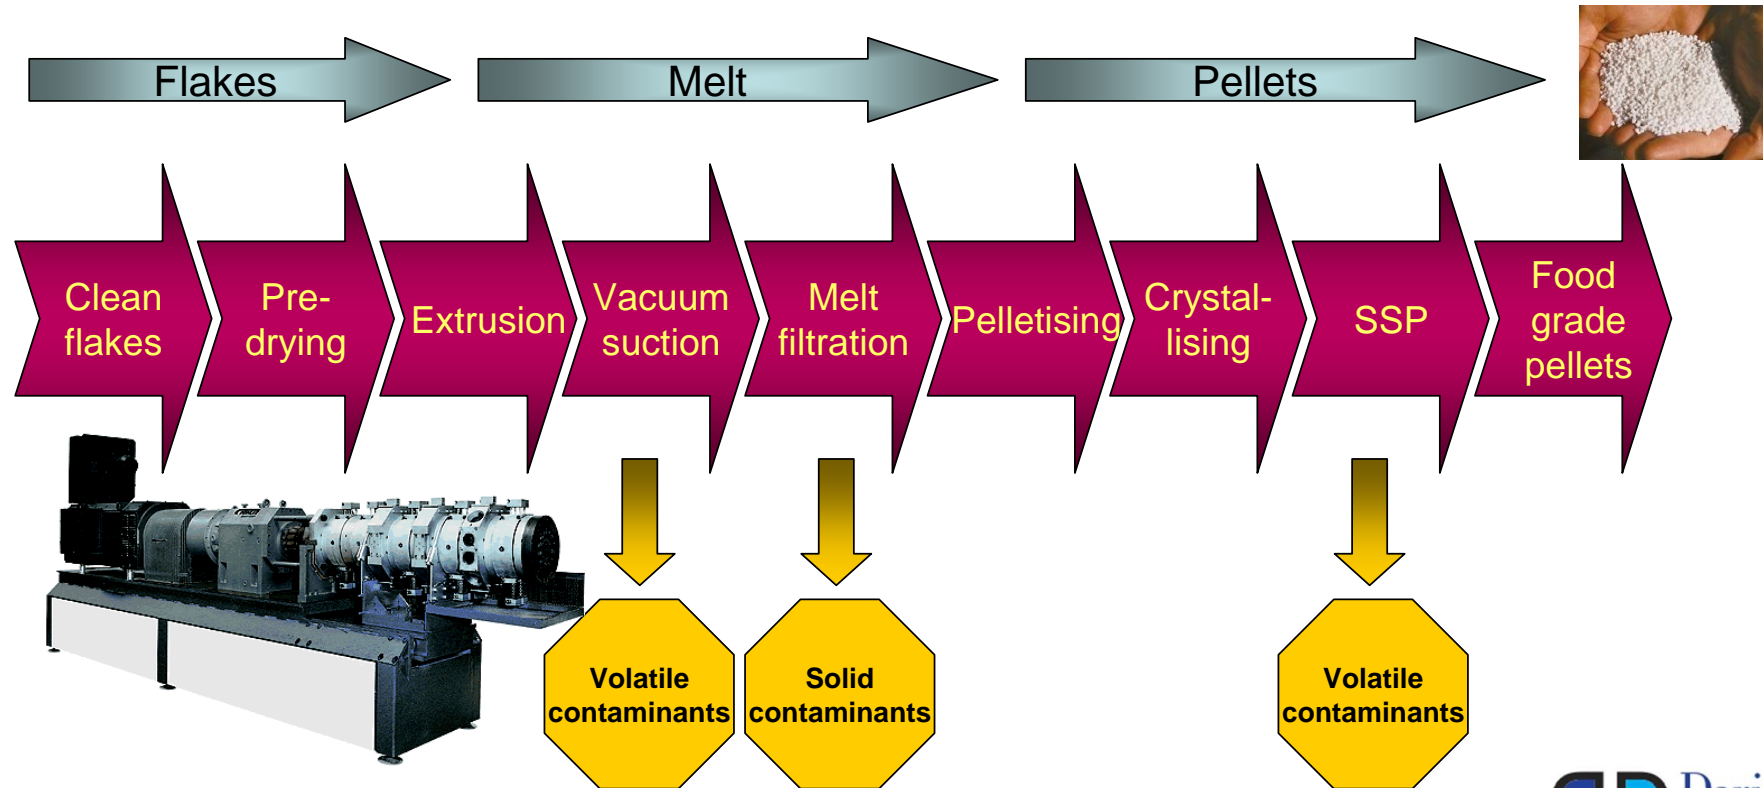 Flakes
Melt
Pellets
Clean
flakes
Pre-
drying
Extrusion
Vacuum
suction
Melt
filtration
Pelletising
Crystal-
lising
SSP
Food
grade
pellets
Volatile
contaminants
Solid
contaminants
Volatile
contaminants